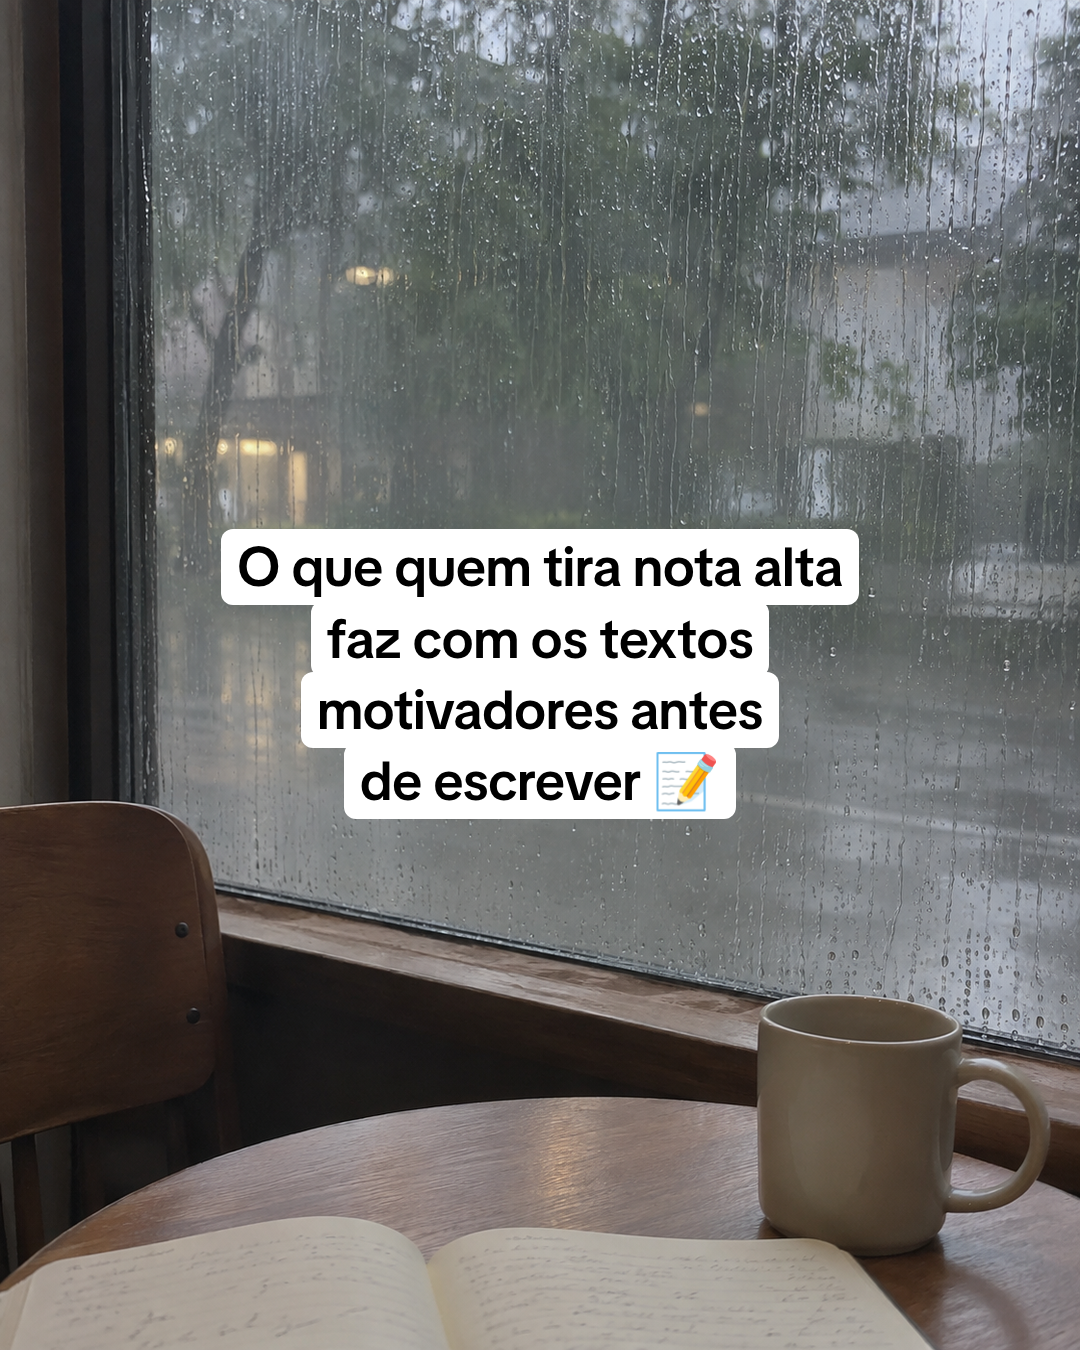 O que quem tira nota alta
faz com os textos
motivadores antes
de escrever 📝